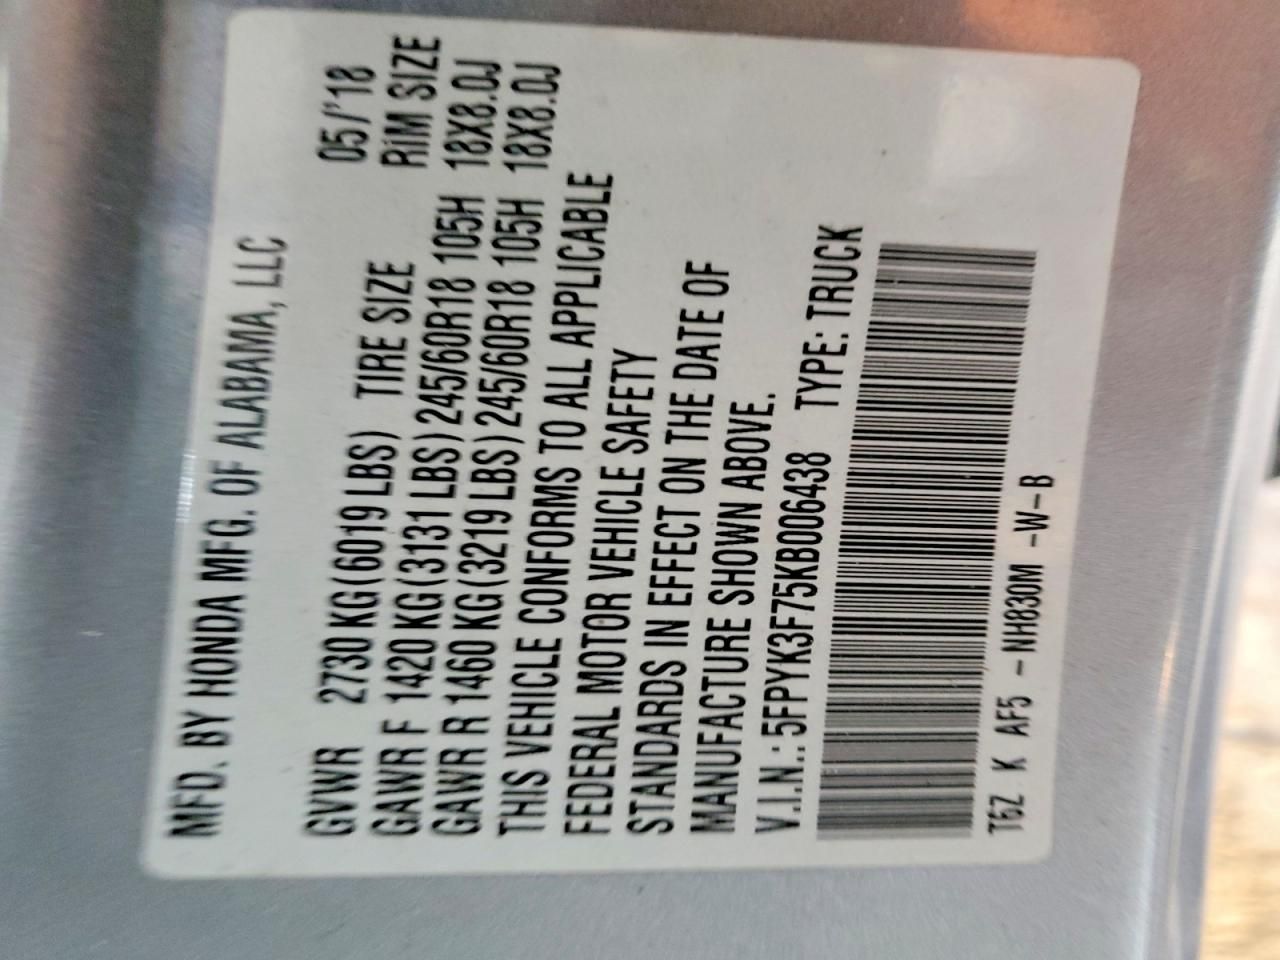 MFD. BY HONDA MFG. OF ALABAMA, LLC
05/'18
GVWR 2730 KG(6019 LBS) TIRE SIZE RIM SIZE
GAWR F 1420 KG(3131 LBS) 245/60R18 105H 18X8.0J
GAWR R 1460 KG(3219 LBS) 245/60R18 105H 18X8.0J
THIS VEHICLE CONFORMS TO ALL APPLICABLE
FEDERAL MOTOR VEHICLE SAFETY
STANDARDS IN EFFECT ON THE DATE OF
MANUFACTURE SHOWN ABOVE.
V.I.N.: 5FPYK3F75KB006438 TYPE: TRUCK
T6Z K AF5 -NH830M -W-B